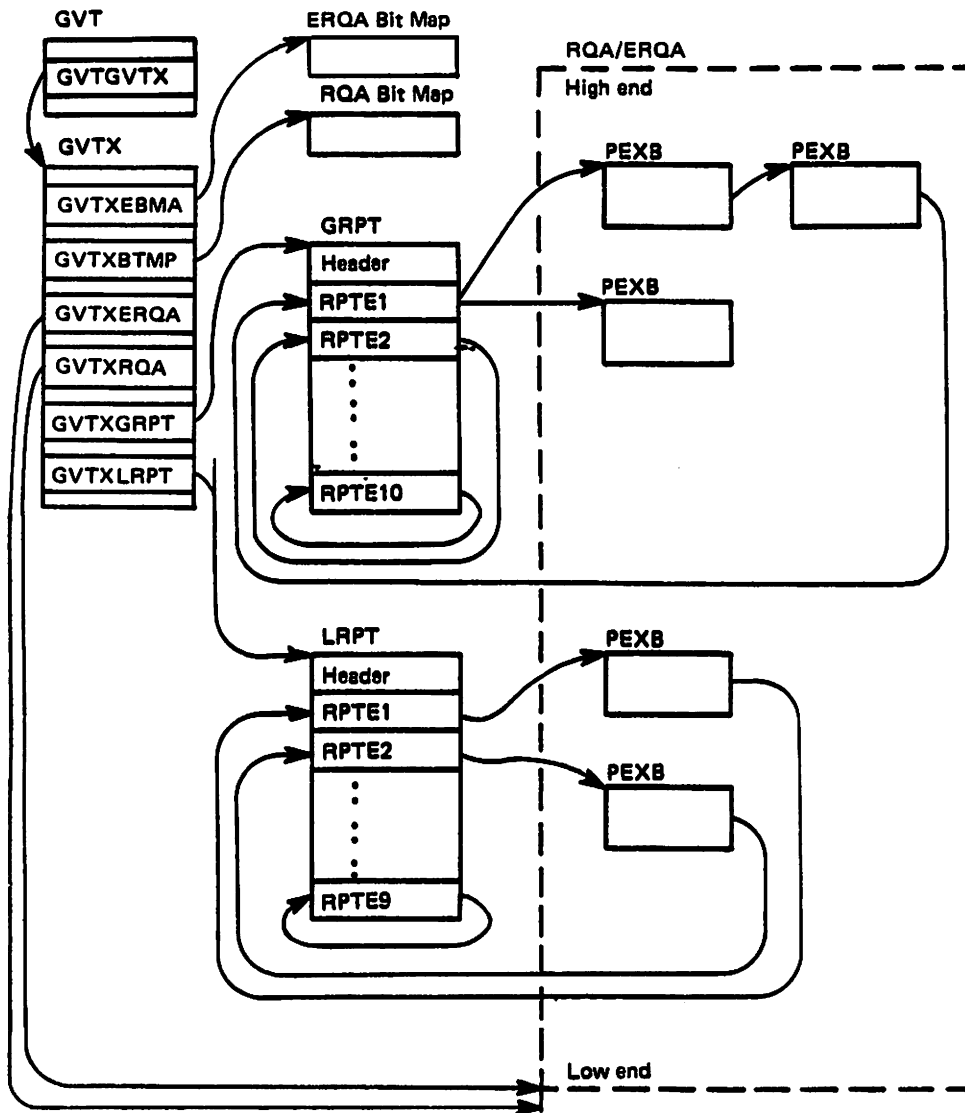 GVT
GVTGVTX
GVTX
GVTXEBMA
GVTXBTMP
GVTXERQA
GVTXRQA
GVTXGRPT
GVTXLRPT
ERQA Bit Map
RQA Bit Map
GRPT
Header
RPTE1
RPTE2
RPTE10
LRPT
Header
RPTE1
RPTE2
RPTE9
RQA/ERQA
High end
PEXB
PEXB
PEXB
PEXB
PEXB
Low end